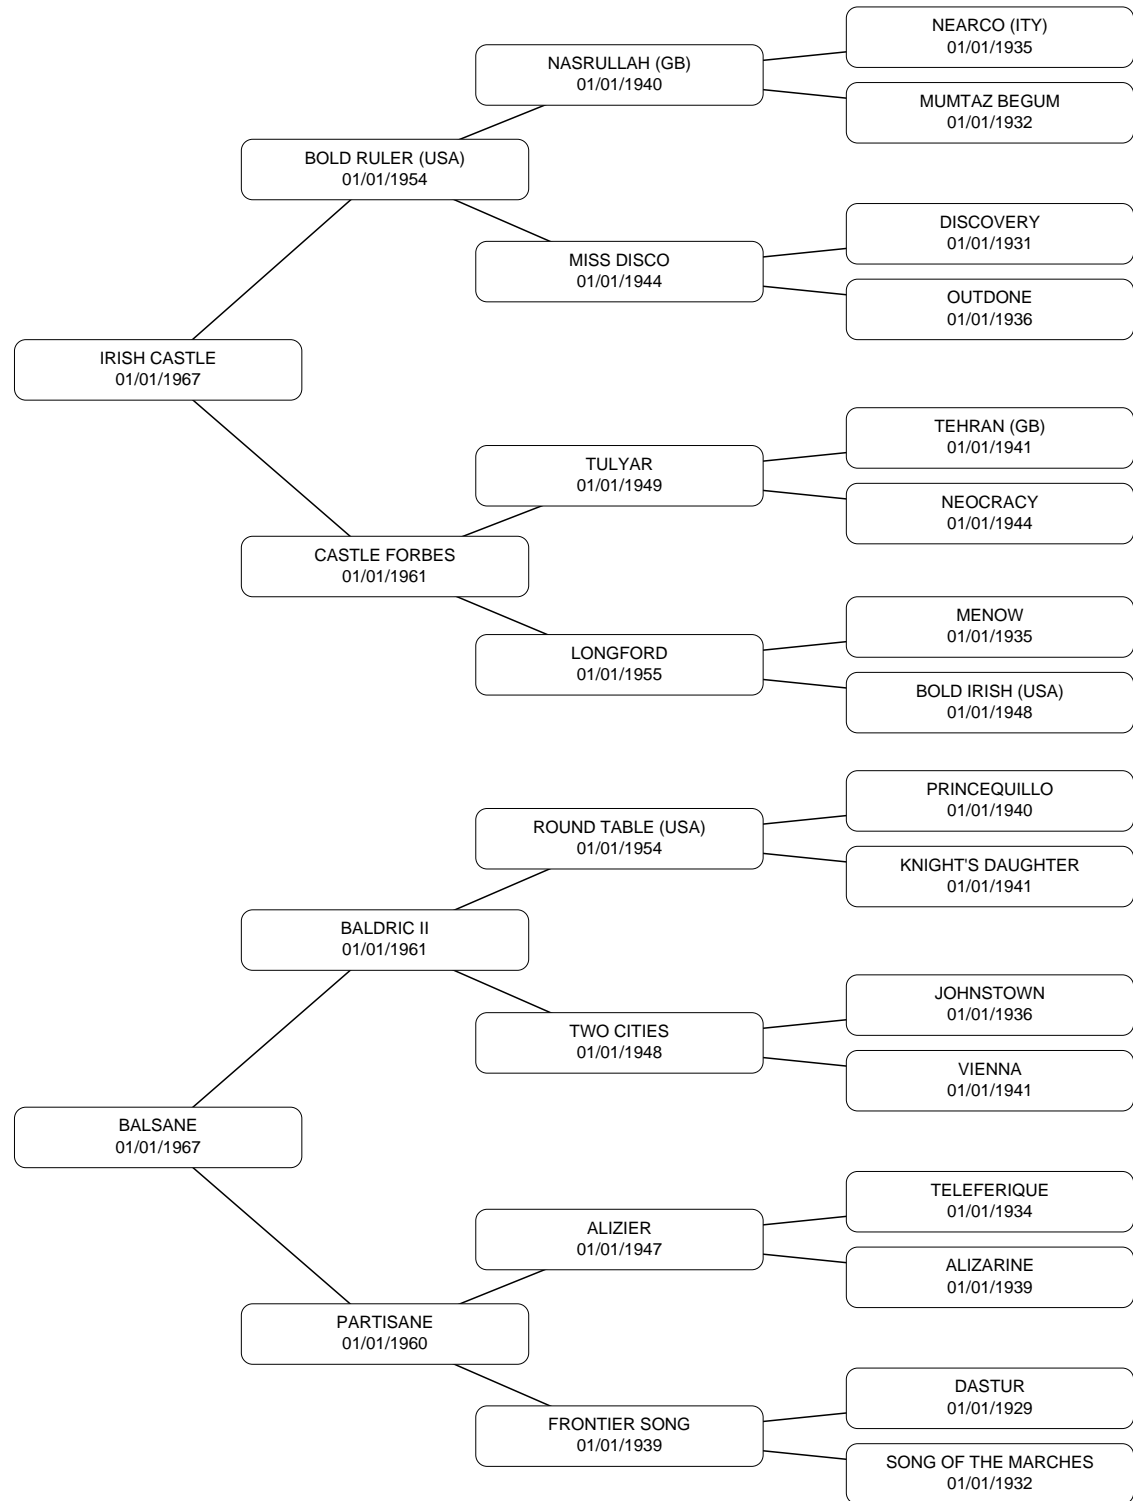 NEARCO (ITY)
01/01/1935
NASRULLAH (GB)
01/01/1940
MUMTAZ BEGUM
01/01/1932
BOLD RULER (USA)
01/01/1954
DISCOVERY
01/01/1931
MISS DISCO
01/01/1944
OUTDONE
01/01/1936
IRISH CASTLE
01/01/1967
TEHRAN (GB)
01/01/1941
TULYAR
01/01/1949
NEOCRACY
01/01/1944
CASTLE FORBES
01/01/1961
MENOW
01/01/1935
LONGFORD
01/01/1955
BOLD IRISH (USA)
01/01/1948
PRINCEQUILLO
01/01/1940
ROUND TABLE (USA)
01/01/1954
KNIGHT'S DAUGHTER
01/01/1941
BALDRIC II
01/01/1961
JOHNSTOWN
01/01/1936
TWO CITIES
01/01/1948
VIENNA
01/01/1941
BALSANE
01/01/1967
TELEFERIQUE
01/01/1934
ALIZIER
01/01/1947
ALIZARINE
01/01/1939
PARTISANE
01/01/1960
DASTUR
01/01/1929
FRONTIER SONG
01/01/1939
SONG OF THE MARCHES
01/01/1932